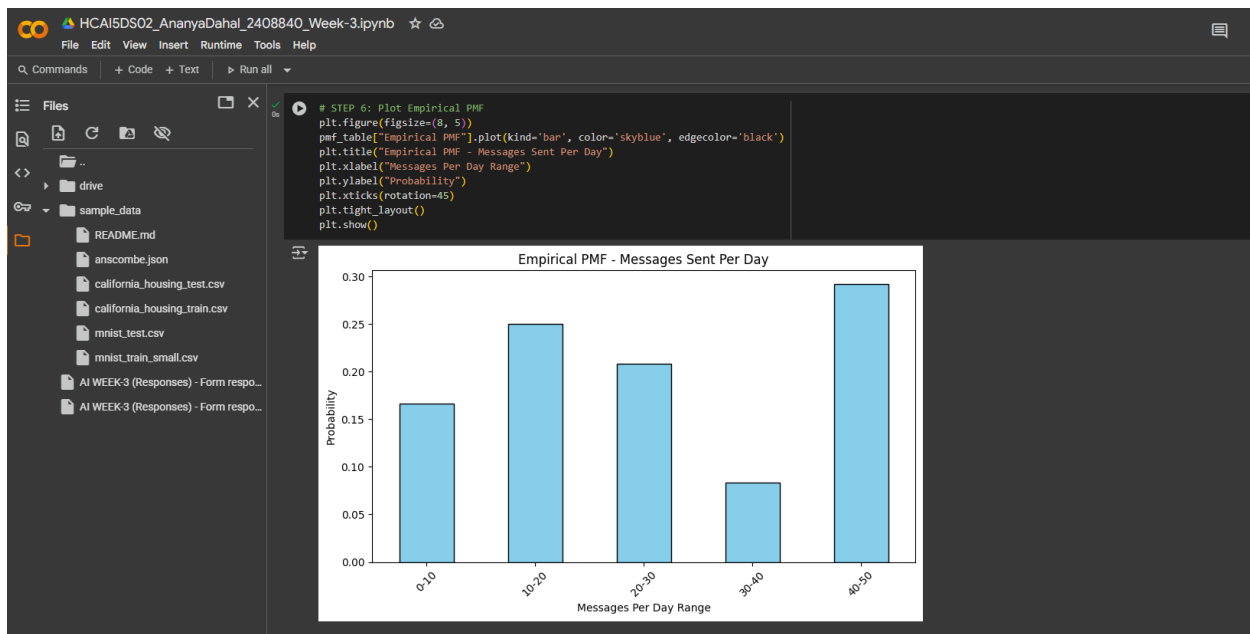 HCAI5DS02_AnanyaDahal_2408840_Week-3.ipynb
File Edit View Insert Runtime Tools Help
Commands + Code + Text Run all
Files
..
drive
sample_data
README.md
anscombe.json
california_housing_test.csv
california_housing_train.csv
mnist_test.csv
mnist_train_small.csv
AI WEEK-3 (Responses) - Form respo...
AI WEEK-3 (Responses) - Form respo...
0s
# STEP 6: Plot Empirical PMF
plt.figure(figsize=(8, 5))
pmf_table["Empirical PMF"].plot(kind='bar', color='skyblue', edgecolor='black')
plt.title("Empirical PMF - Messages Sent Per Day")
plt.xlabel("Messages Per Day Range")
plt.ylabel("Probability")
plt.xticks(rotation=45)
plt.tight_layout()
plt.show()
Empirical PMF - Messages Sent Per Day
0.30
0.25
0.20
0.15
0.10
0.05
0.00
Probability
0-10
10-20
20-30
30-40
40-50
Messages Per Day Range